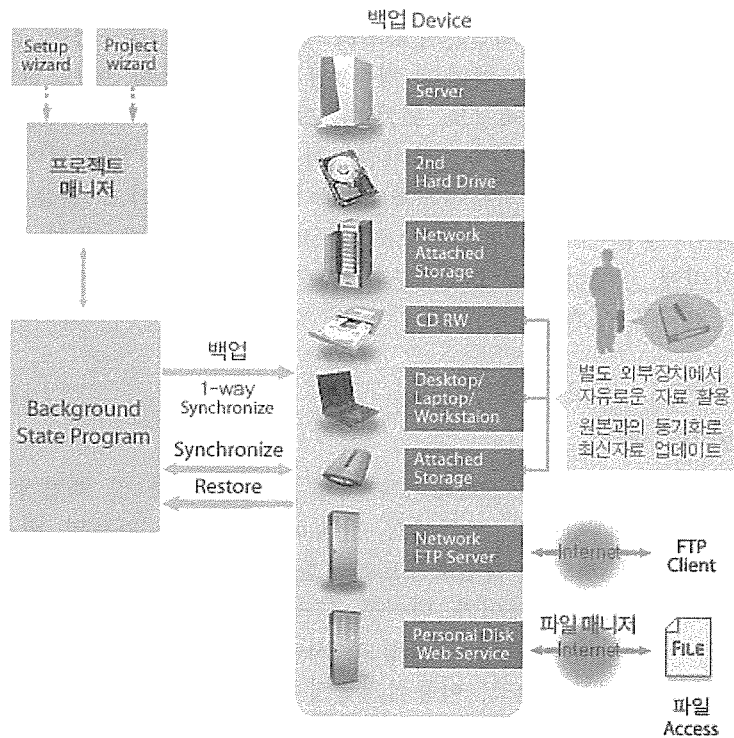 백업 Device
Setup
wizard
Project
wizard
프로젝트
매니저
Background
State Program
백업
1-way
Synchronize
Synchronize
Restore
Server
2nd
Hard Drive
Network
Attached
Storage
CD RW
Desktop/
Laptop/
Workstaion
Attached
Storage
Network
FTP Server
Personal Disk
Web Service
별도 외부장치에서
자유로운 자료 활용
원본과의 동기화로
최신자료 업데이트
Internet
FTP
Client
파일 매니저
Internet
FILE
파일
Access